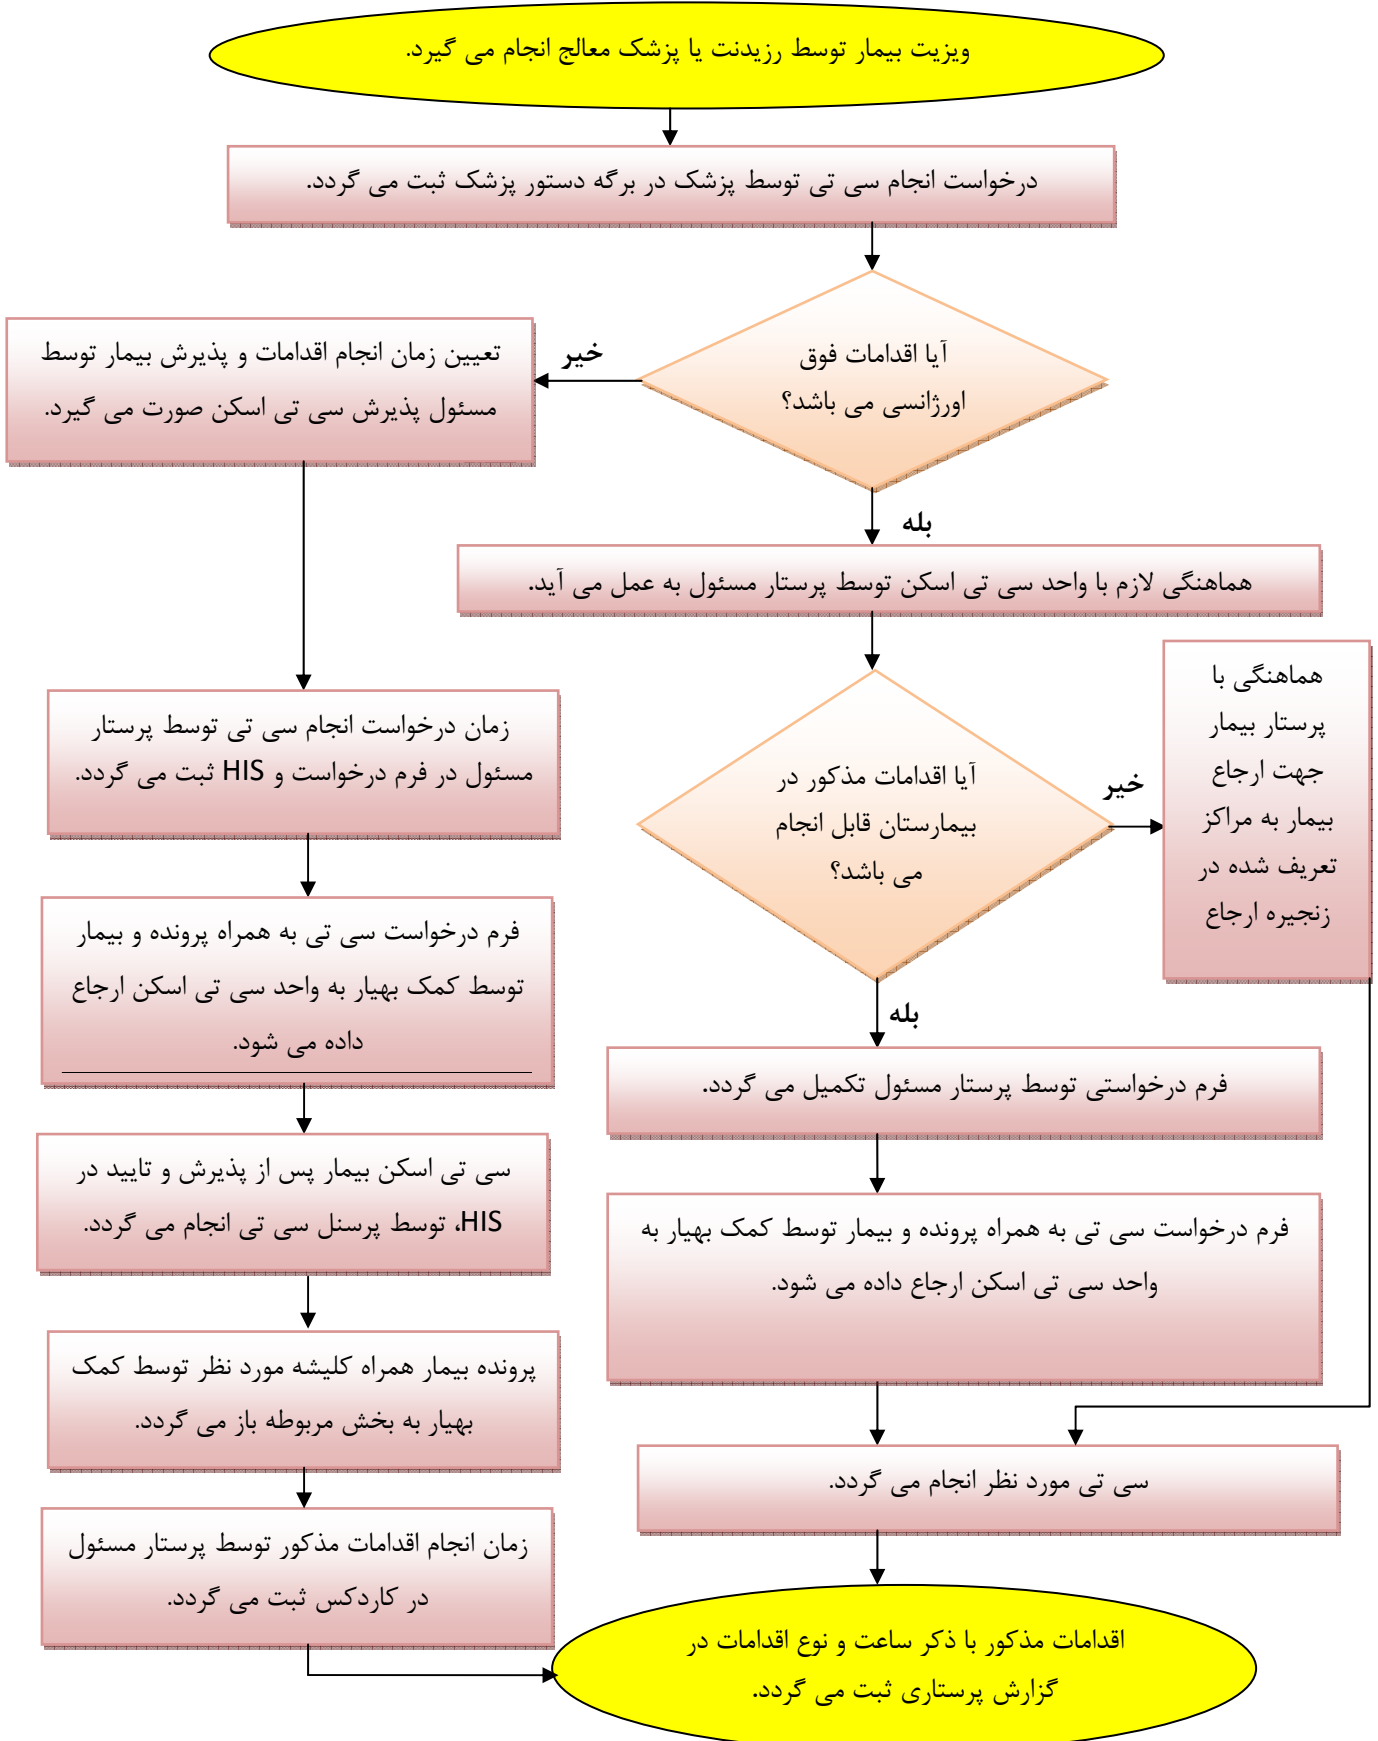 ویزیت بیمار توسط رزیدنت یا پزشک معالج انجام می گیرد.
درخواست انجام سی تی توسط پزشک در برگه دستور پزشک ثبت می گردد.
آیا اقدامات فوق
اورژانسی می باشد؟
خیر
تعیین زمان انجام اقدامات و پذیرش بیمار توسط
مسئول پذیرش سی تی اسکن صورت می گیرد.
بله
هماهنگی لازم با واحد سی تی اسکن توسط پرستار مسئول به عمل می آید.
آیا اقدامات مذکور در
بیمارستان قابل انجام
می باشد؟
خیر
هماهنگی با
پرستار بیمار
جهت ارجاع
بیمار به مراکز
تعریف شده در
زنجیره ارجاع
بله
فرم درخواستی توسط پرستار مسئول تکمیل می گردد.
فرم درخواست سی تی به همراه پرونده و بیمار توسط کمک بهیار به
واحد سی تی اسکن ارجاع داده می شود.
سی تی مورد نظر انجام می گردد.
زمان درخواست انجام سی تی توسط پرستار
مسئول در فرم درخواست و HIS ثبت می گردد.
فرم درخواست سی تی به همراه پرونده و بیمار
توسط کمک بهیار به واحد سی تی اسکن ارجاع
داده می شود.
سی تی اسکن بیمار پس از پذیرش و تایید در
HIS، توسط پرسنل سی تی انجام می گردد.
پرونده بیمار همراه کلیشه مورد نظر توسط کمک
بهیار به بخش مربوطه باز می گردد.
زمان انجام اقدامات مذکور توسط پرستار مسئول
در کاردکس ثبت می گردد.
اقدامات مذکور با ذکر ساعت و نوع اقدامات در
گزارش پرستاری ثبت می گردد.